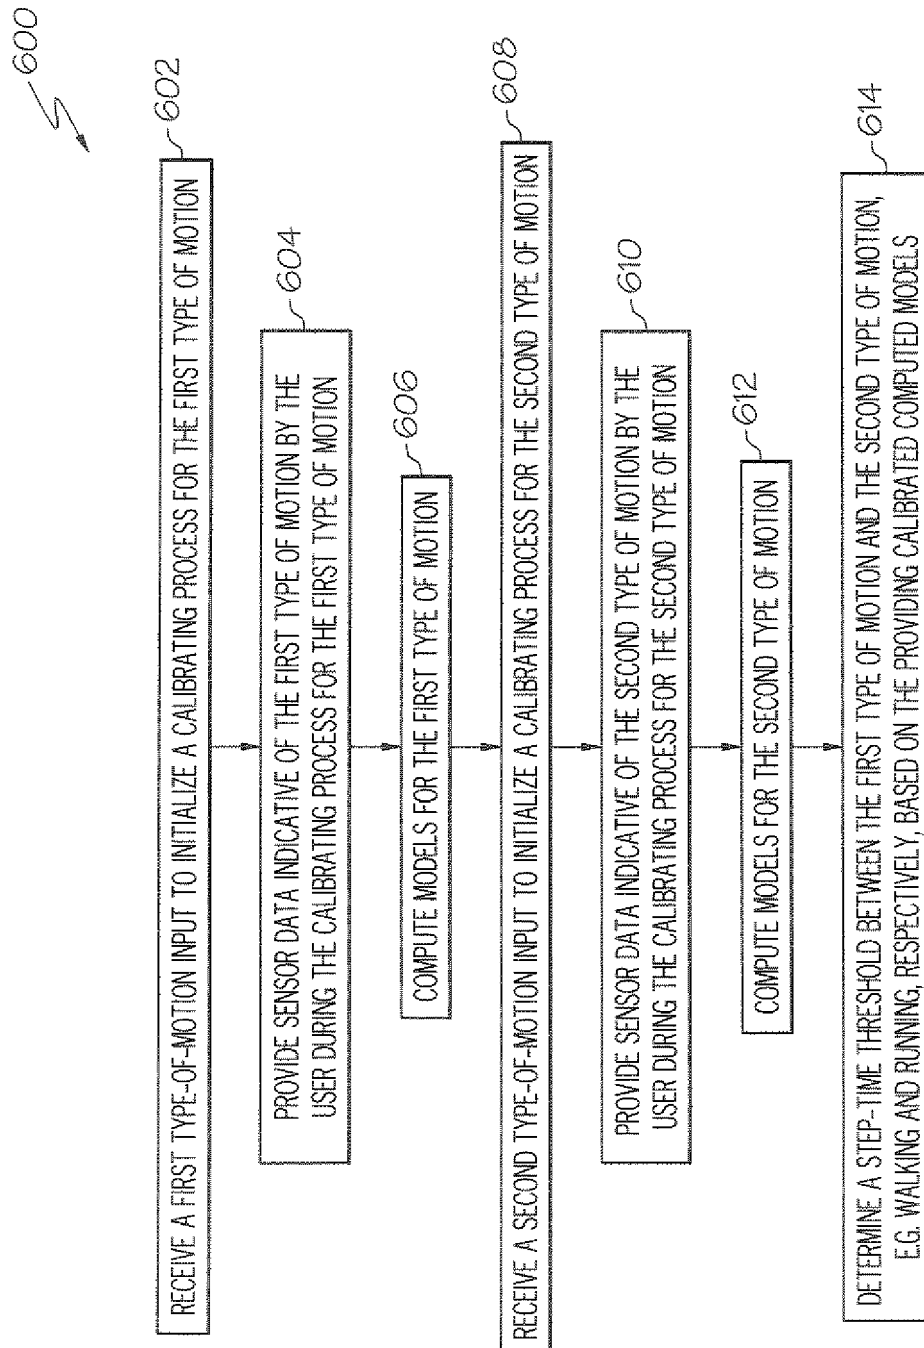 600
RECEIVE A FIRST TYPE-OF-MOTION INPUT TO INITIALIZE A CALIBRATING PROCESS FOR THE FIRST TYPE OF MOTION
602
PROVIDE SENSOR DATA INDICATIVE OF THE FIRST TYPE OF MOTION BY THE
USER DURING THE CALIBRATING PROCESS FOR THE FIRST TYPE OF MOTION
604
COMPUTE MODELS FOR THE FIRST TYPE OF MOTION
606
RECEIVE A SECOND TYPE-OF-MOTION INPUT TO INITIALIZE A CALIBRATING PROCESS FOR THE SECOND TYPE OF MOTION
608
PROVIDE SENSOR DATA INDICATIVE OF THE SECOND TYPE OF MOTION BY THE
USER DURING THE CALIBRATING PROCESS FOR THE SECOND TYPE OF MOTION
610
COMPUTE MODELS FOR THE SECOND TYPE OF MOTION
612
DETERMINE A STEP-TIME THRESHOLD BETWEEN THE FIRST TYPE OF MOTION AND THE SECOND TYPE OF MOTION,
E.G. WALKING AND RUNNING, RESPECTIVELY, BASED ON THE PROVIDING CALIBRATED COMPUTED MODELS
614